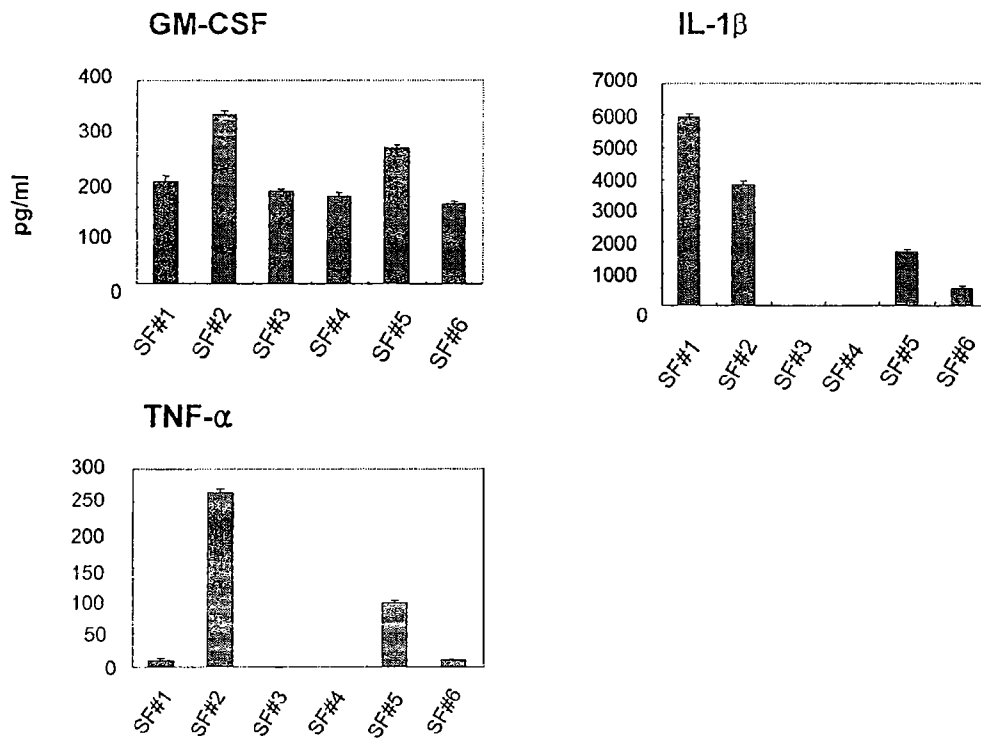 GM-CSF
pg/ml
400
300
200
100
0
SF#1
SF#2
SF#3
SF#4
SF#5
SF#6
IL-1β
7000
6000
5000
4000
3000
2000
1000
0
SF#1
SF#2
SF#3
SF#4
SF#5
SF#6
TNF-α
300
250
200
150
100
50
0
SF#1
SF#2
SF#3
SF#4
SF#5
SF#6